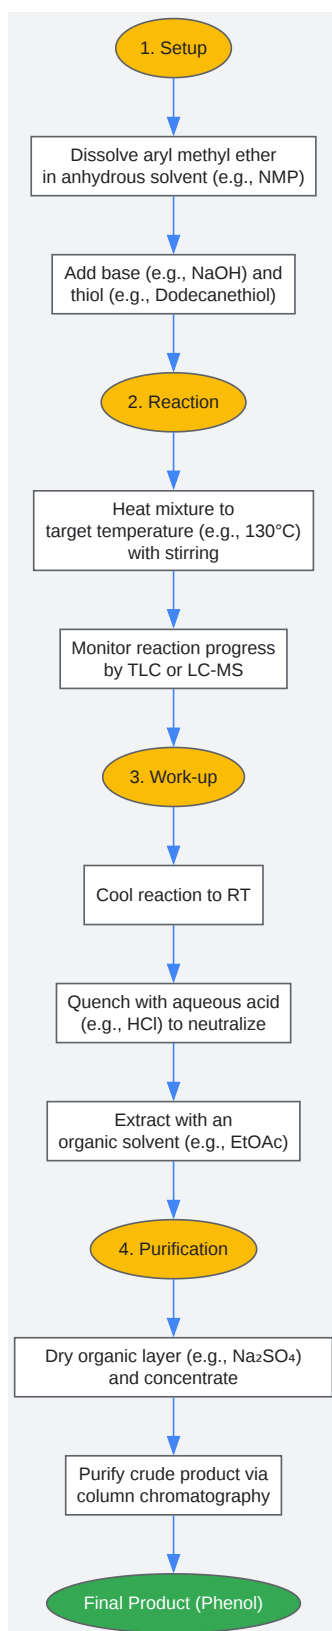 1. Setup
Dissolve aryl methyl ether
in anhydrous solvent (e.g., NMP)
Add base (e.g., NaOH) and
thiol (e.g., Dodecanethiol)
2. Reaction
Heat mixture to
target temperature (e.g., 130°C)
with stirring
Monitor reaction progress
by TLC or LC-MS
3. Work-up
Cool reaction to RT
Quench with aqueous acid
(e.g., HCl) to neutralize
Extract with an
organic solvent (e.g., EtOAc)
4. Purification
Dry organic layer (e.g., Na₂SO₄)
and concentrate
Purify crude product via
column chromatography
Final Product (Phenol)